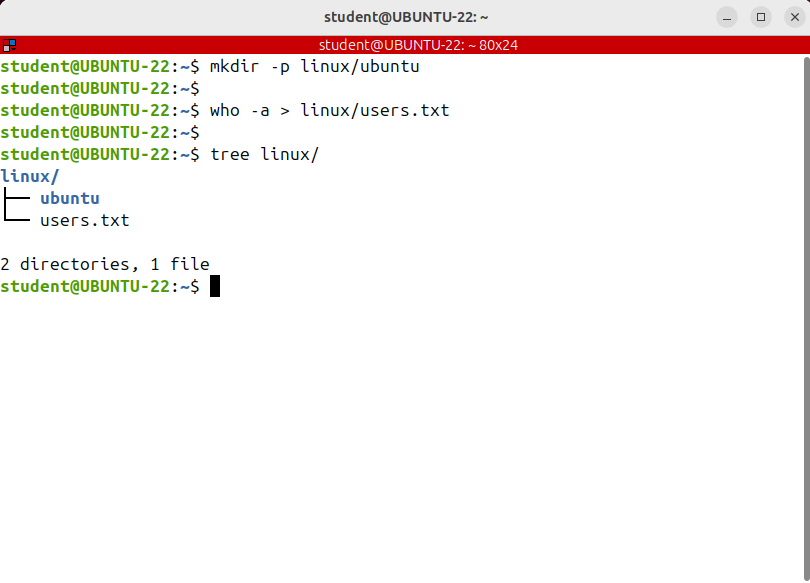 student@UBUNTU-22: ~
student@UBUNTU-22: ~ 80x24
student@UBUNTU-22:~$ mkdir -p linux/ubuntu
student@UBUNTU-22:~$
student@UBUNTU-22:~$ who -a > linux/users.txt
student@UBUNTU-22:~$
student@UBUNTU-22:~$ tree linux/
linux/
├── ubuntu
└── users.txt

2 directories, 1 file
student@UBUNTU-22:~$